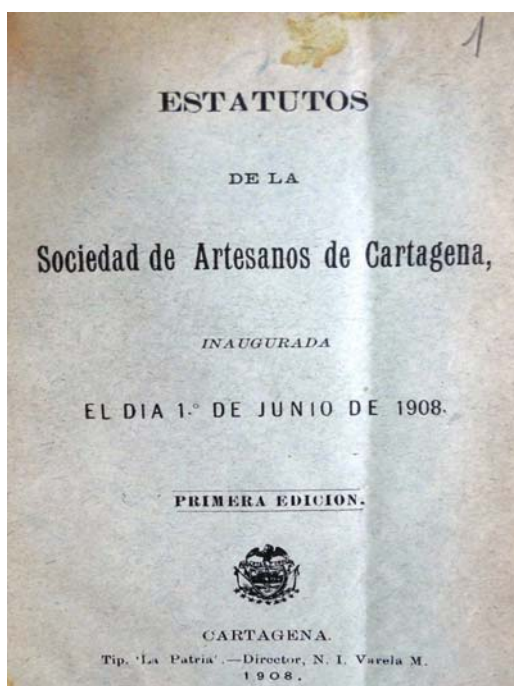 1
ESTATUTOS
DE LA
Sociedad de Artesanos de Cartagena,
INAUGURADA
EL DIA 1.º DE JUNIO DE 1908.
PRIMERA EDICION.
CARTAGENA.
Tip. 'La Patria'.—Director, N. I. Varela M.
1908.